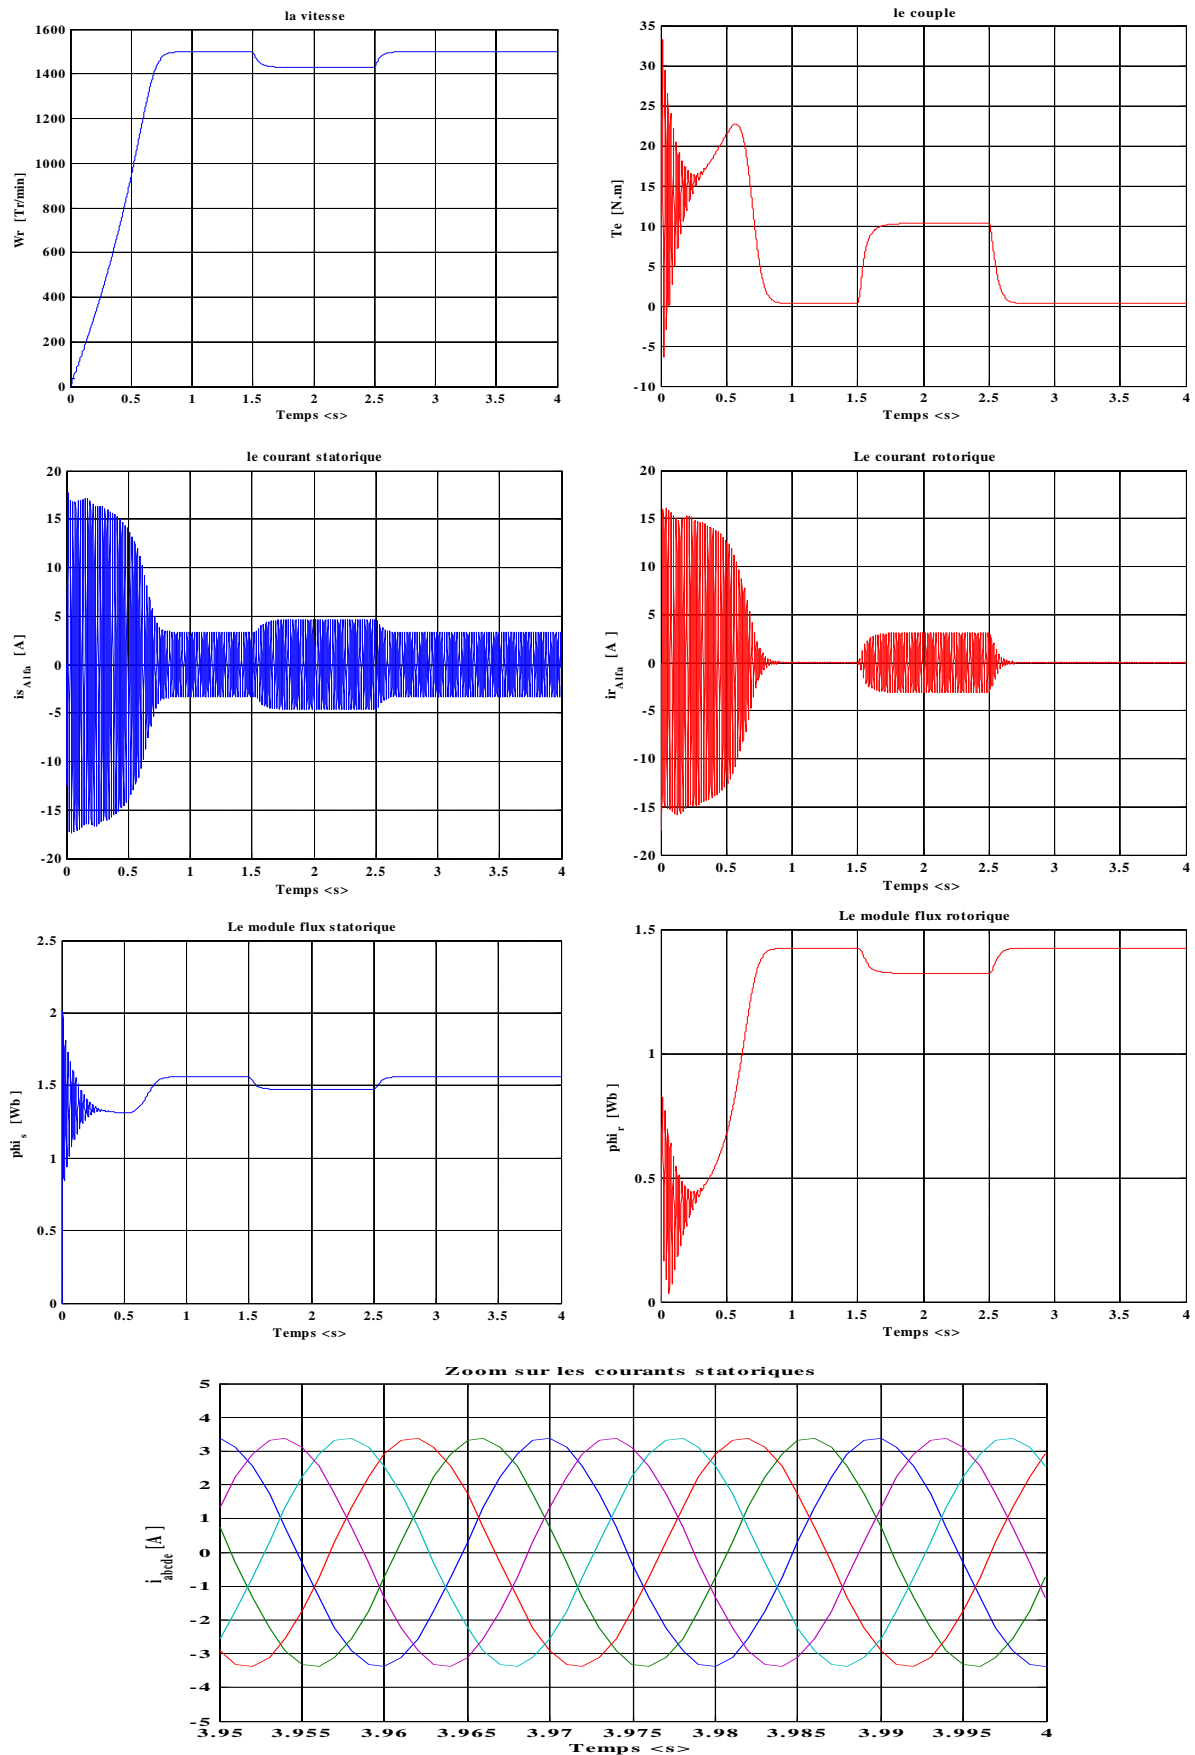 la vitesse
1600
1400
1200
1000
800
600
400
200
0
Wr [Tr/min]
0 0.5 1 1.5 2 2.5 3 3.5 4
Temps <s>
le couple
35
30
25
20
15
10
5
0
-5
-10
Te [N.m]
0 0.5 1 1.5 2 2.5 3 3.5 4
Temps <s>
le courant statorique
20
15
10
5
0
-5
-10
-15
-20
is Alfa [A]
0 0.5 1 1.5 2 2.5 3 3.5 4
Temps <s>
Le courant rotorique
20
15
10
5
0
-5
-10
-15
-20
ir Alfa [A ]
0 0.5 1 1.5 2 2.5 3 3.5 4
Temps <s>
Le module flux statorique
2.5
2
1.5
1
0.5
0
phi s [Wb ]
0 0.5 1 1.5 2 2.5 3 3.5 4
Temps <s>
Le module flux rotorique
1.5
1
0.5
0
phi r [Wb ]
0 0.5 1 1.5 2 2.5 3 3.5 4
Temps <s>
Zoom sur les courants statoriques
5
4
3
2
1
0
-1
-2
-3
-4
-5
i abcde [A ]
3.95 3.955 3.96 3.965 3.97 3.975 3.98 3.985 3.99 3.995 4
Temps <s>